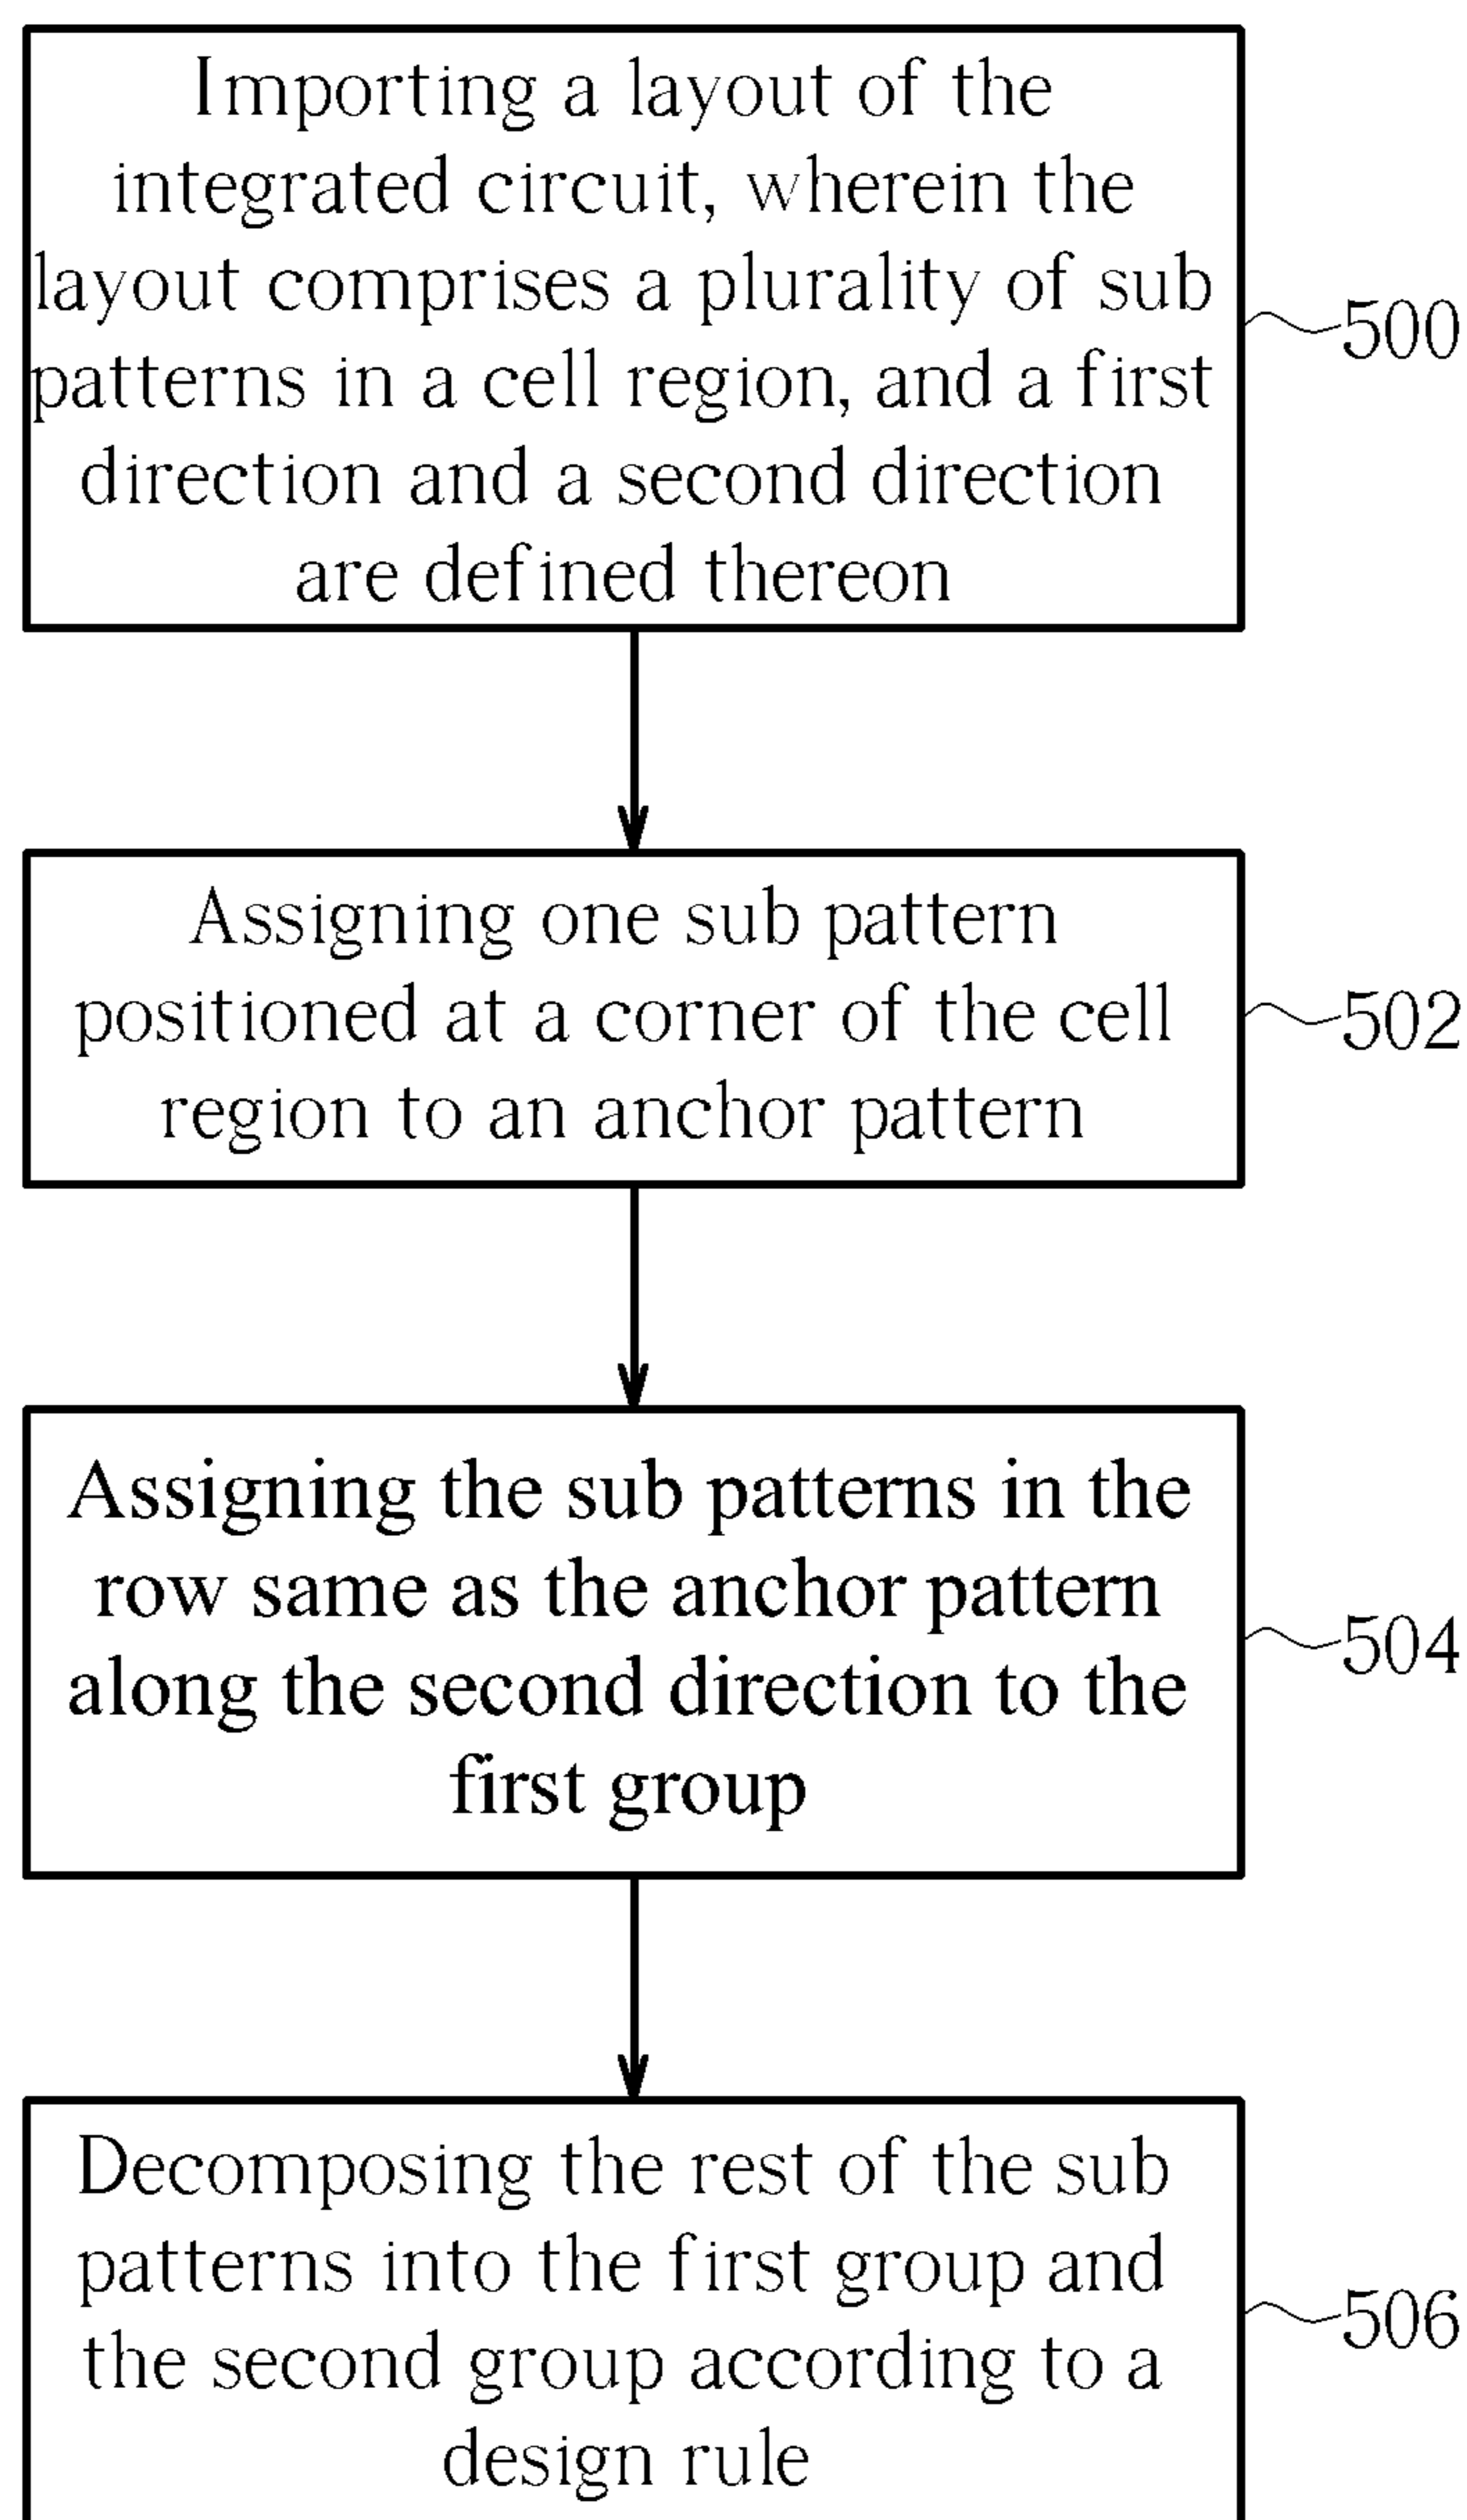 Importing a layout of the
integrated circuit, wherein the
layout comprises a plurality of sub
patterns in a cell region, and a first
direction and a second direction
are defined thereon
500
Assigning one sub pattern
positioned at a corner of the cell
region to an anchor pattern
502
Assigning the sub patterns in the
row same as the anchor pattern
along the second direction to the
first group
504
Decomposing the rest of the sub
patterns into the first group and
the second group according to a
design rule
506